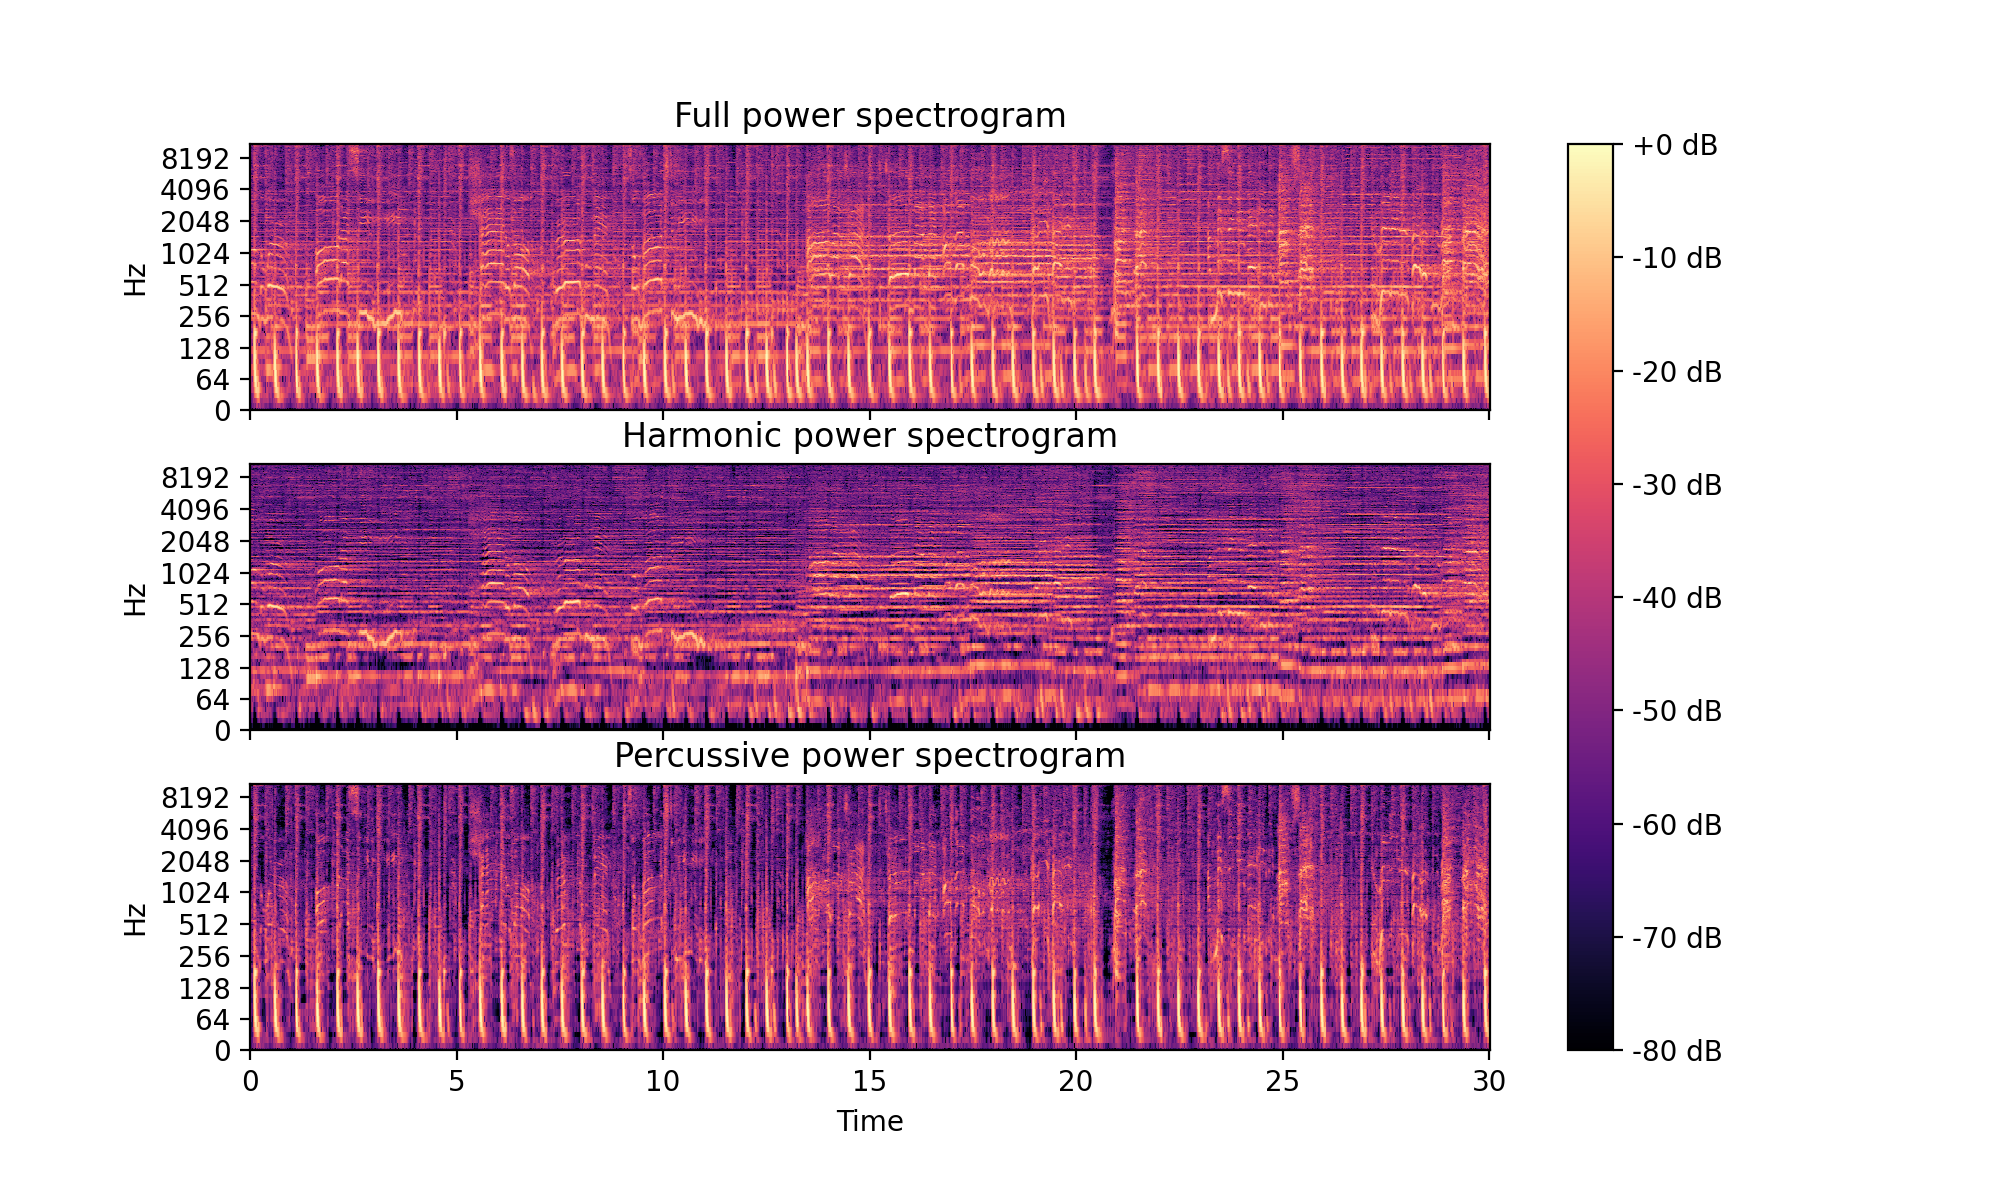 Full power spectrogram
8192
4096
2048
1024
512
256
128
64
0
Hz
Harmonic power spectrogram
8192
4096
2048
1024
512
256
128
64
0
Hz
Percussive power spectrogram
8192
4096
2048
1024
512
256
128
64
0
Hz
0 5 10 15 20 25 30
Time
+0 dB
-10 dB
-20 dB
-30 dB
-40 dB
-50 dB
-60 dB
-70 dB
-80 dB